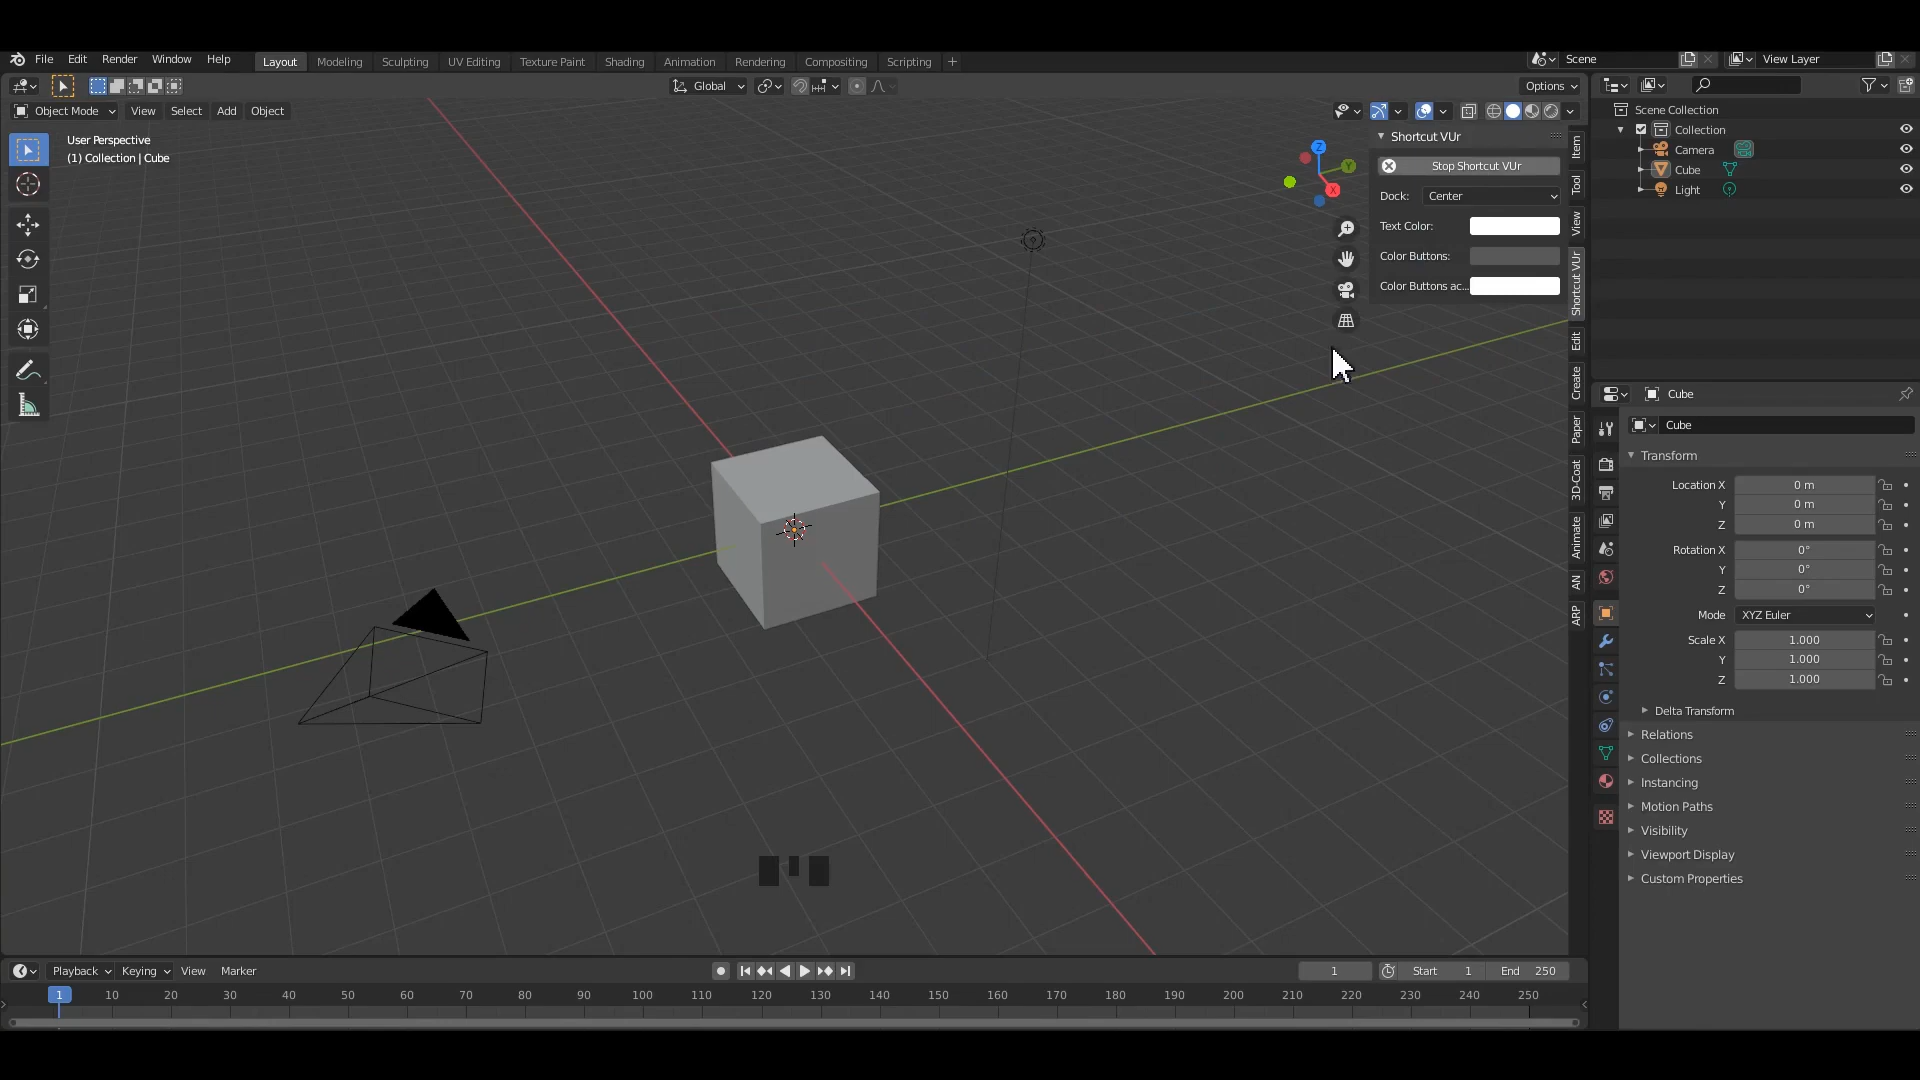 File Edit Render Window Help Layout Modeling Sculpting UV Editing Texture Paint Shading Animation Rendering Compositing Scripting + Scene View Layer
Global Options
Object Mode View Select Add Object
User Perspective
(1) Collection | Cube
Z
Y
X
Shortcut VUr
Stop Shortcut VUr
Dock: Center
Text Color:
Color Buttons:
Color Buttons ac...
Item
Tool
View
Shortcut VUr
Edit
Create
Paper
3D-Coat
Animate
AN
ARP
Scene Collection
Collection
Camera
Cube
Light
Cube
Cube
Transform
Location X 0 m
Y 0 m
Z 0 m
Rotation X 0°
Y 0°
Z 0°
Mode XYZ Euler
Scale X 1.000
Y 1.000
Z 1.000
Delta Transform
Relations
Collections
Instancing
Motion Paths
Visibility
Viewport Display
Custom Properties
Playback Keying View Marker 1 Start 1 End 250
1 10 20 30 40 50 60 70 80 90 100 110 120 130 140 150 160 170 180 190 200 210 220 230 240 250